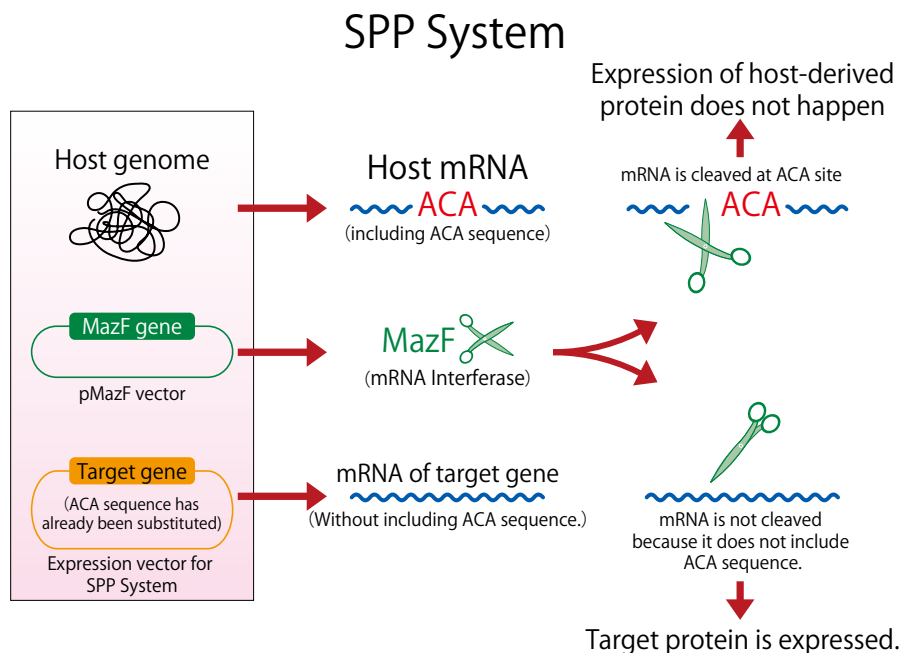 SPP System
Host genome
MazF gene
pMazF vector
Target gene
(ACA sequence has
already been substituted)
Expression vector for
SPP System
Host mRNA
ACA
(including ACA sequence)
MazF
(mRNA Interferase)
mRNA of target gene
(Without including ACA sequence.)
Expression of host-derived
protein does not happen
mRNA is cleaved at ACA site
ACA
mRNA is not cleaved
because it does not include
ACA sequence.
Target protein is expressed.